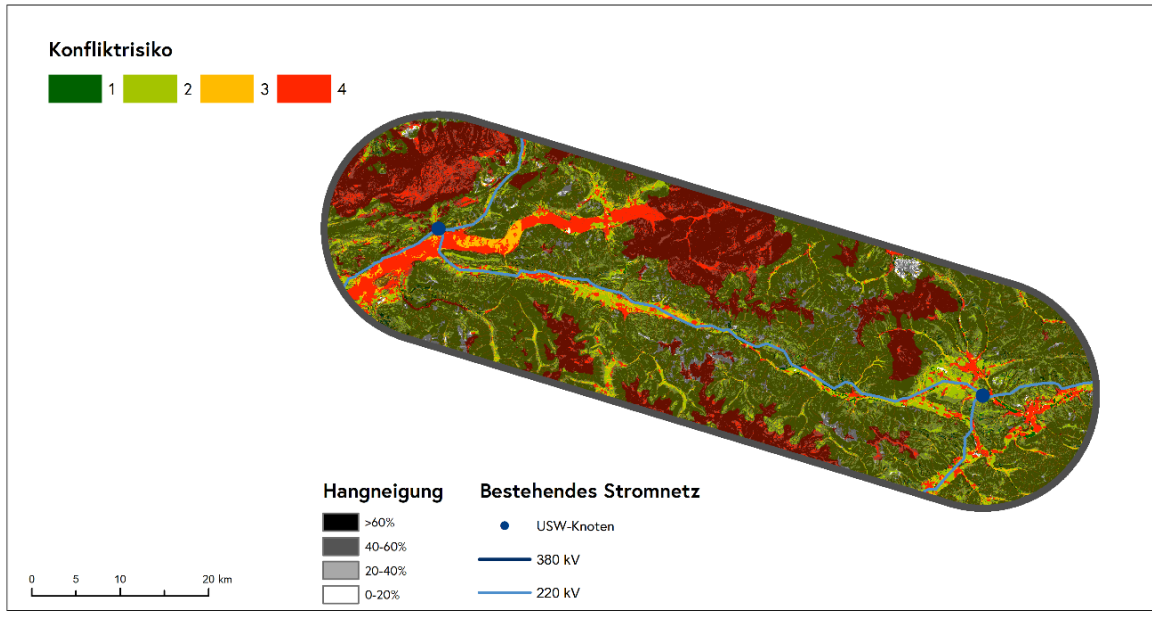 Konfliktrisiko
1 2 3 4
Hangneigung
>60%
40-60%
20-40%
0-20%
Bestehendes Stromnetz
USW-Knoten
380 kV
220 kV
0 5 10 20 km